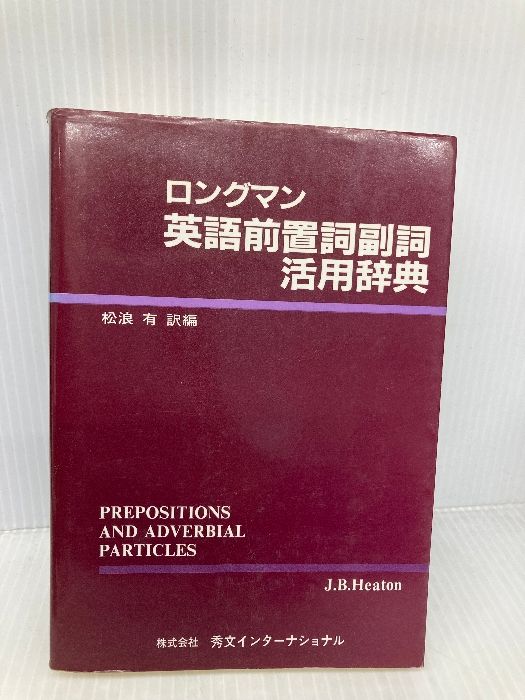 ロングマン
英語前置詞副詞
活用辞典
松浪 有 訳編
PREPOSITIONS
AND ADVERBIAL
PARTICLES
J.B.Heaton
株式会社 秀文インターナショナル